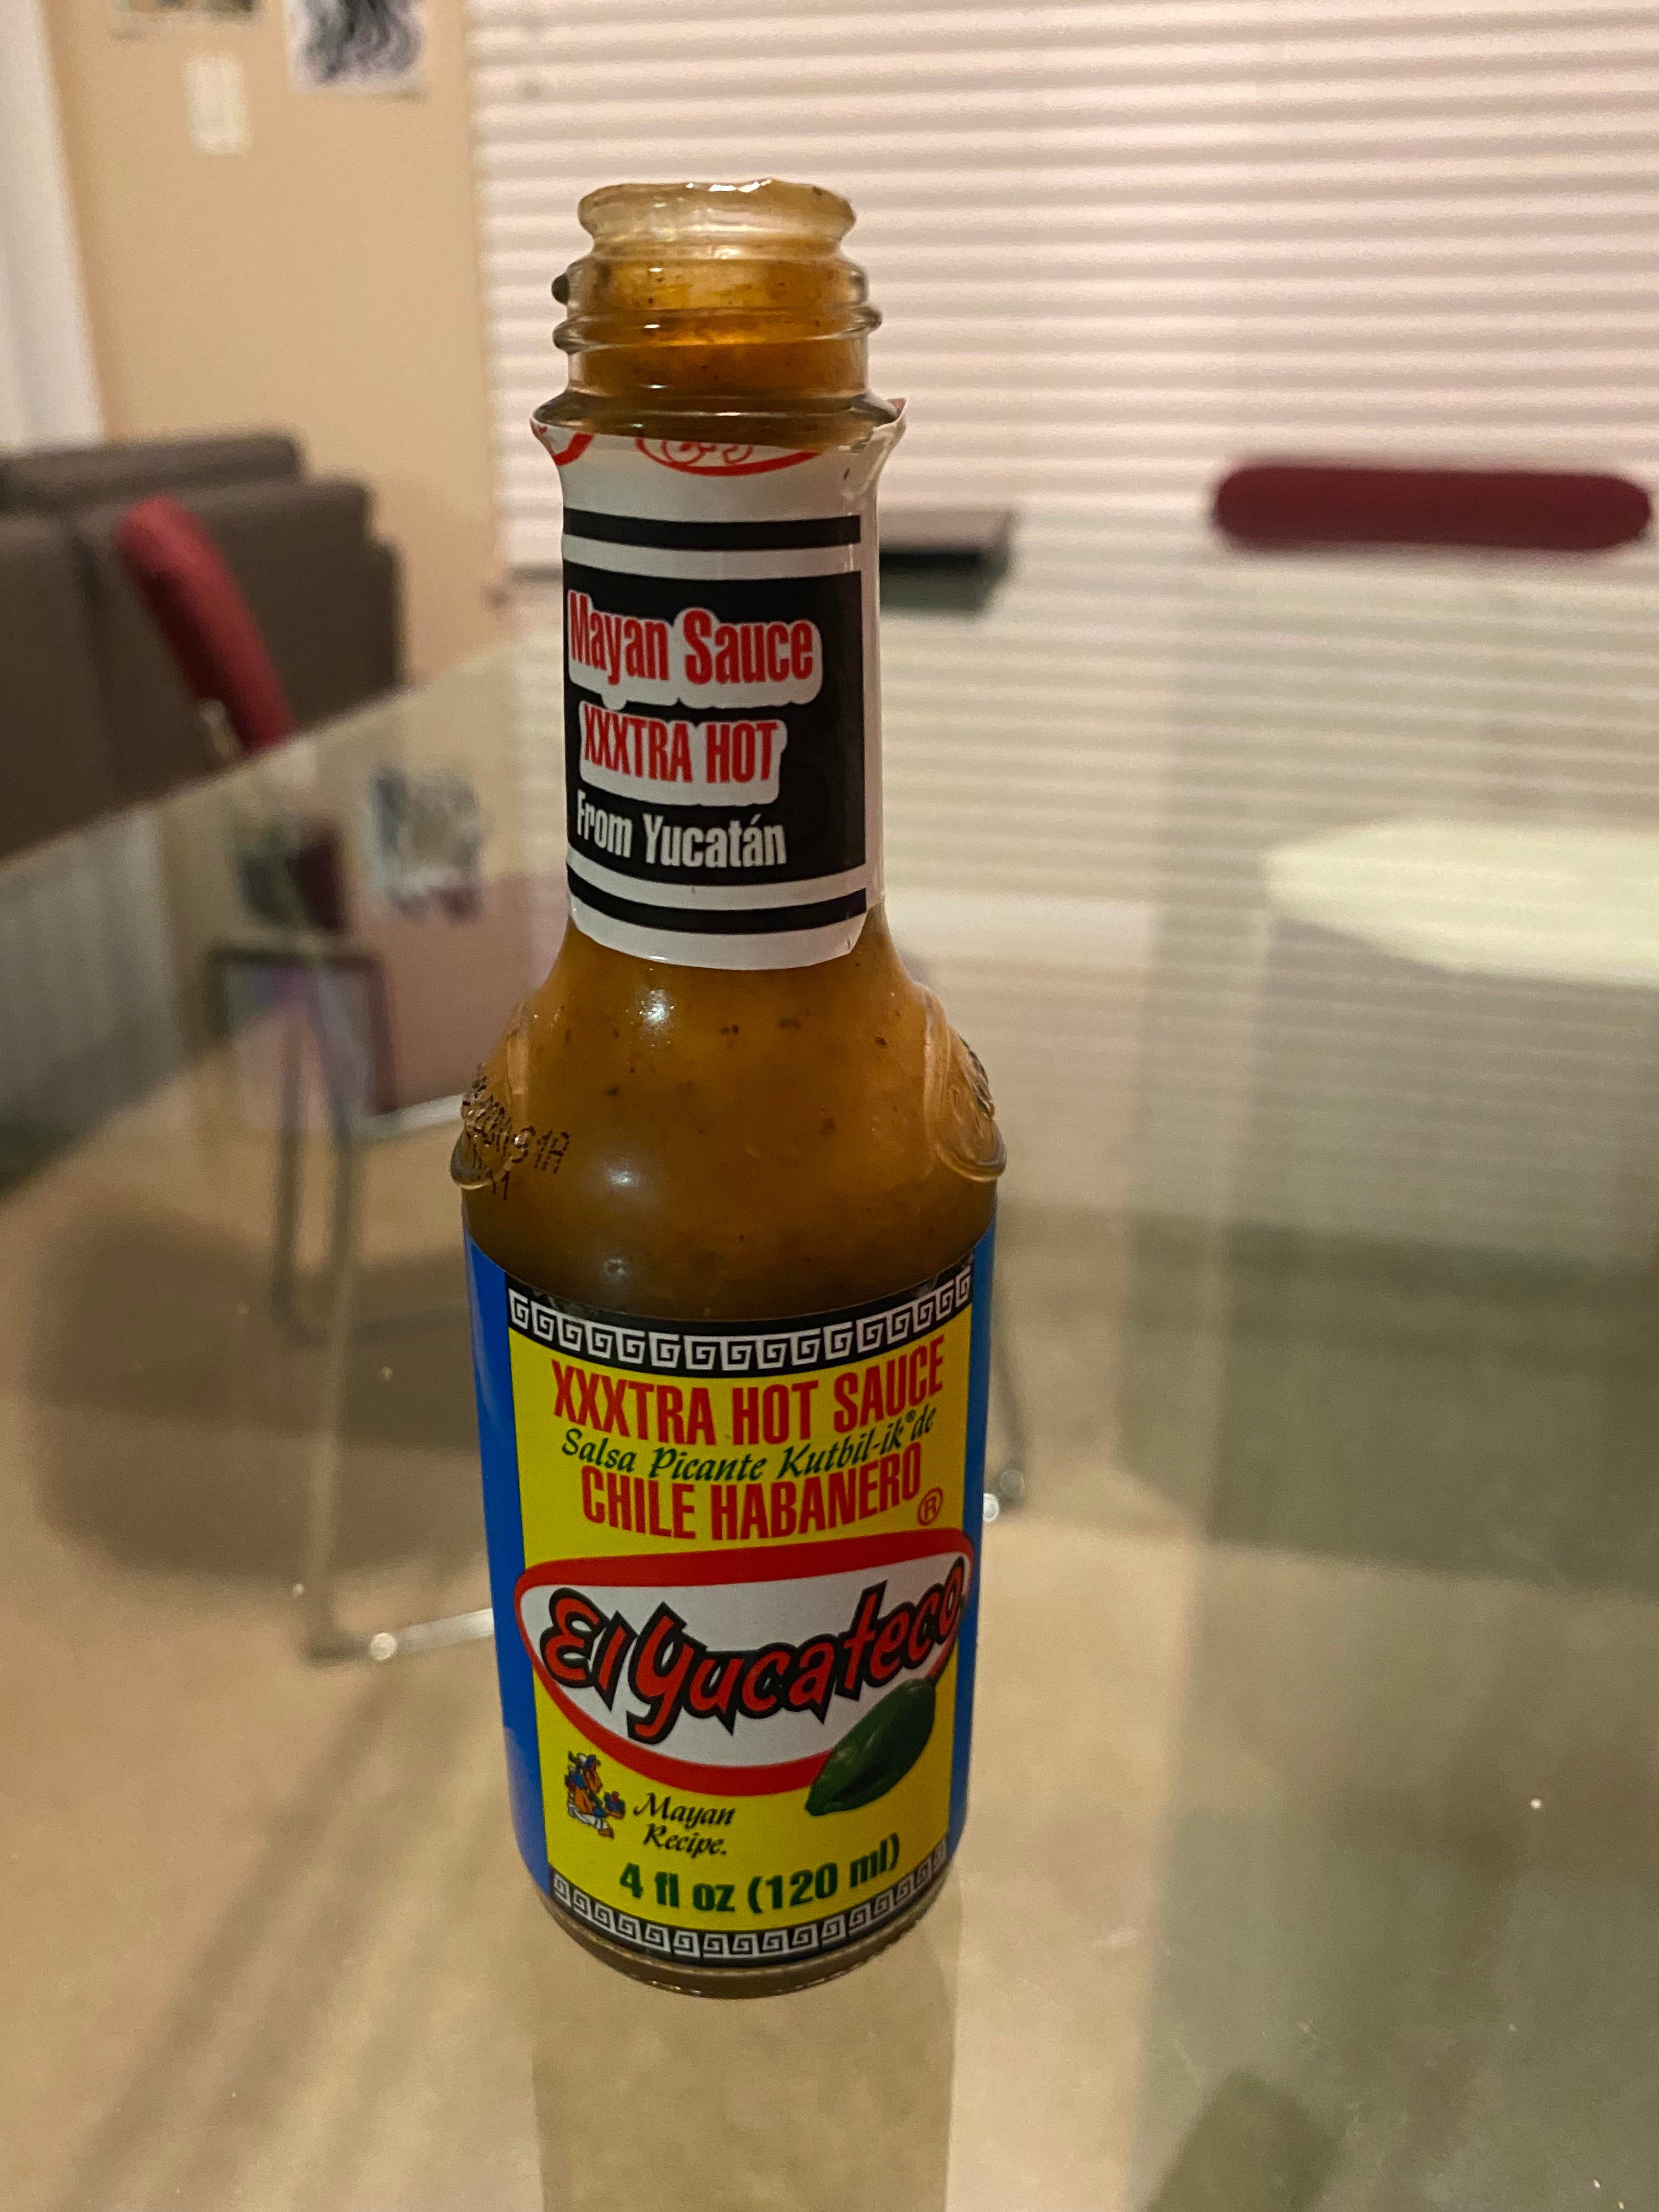 Mayan Sauce
XXXTRA HOT
From Yucatán
XXXTRA HOT SAUCE
Salsa Picante Kutbil-ik® de
CHILE HABANERO
®
El Yucateco
Mayan
Recipe.
4 fl oz (120 ml)